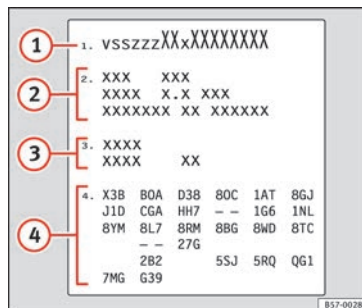 1. VSSZZZXXxXXXXXXXX
2. XXX XXX
XXXX X.X XXX
XXXXXXX XX XXXXXX
3. XXXX
XXXX XX
4. X3B B0A D38 8OC 1AT 8GJ
J1D CGA HH7 – – 1G6 1NL
8YM 8L7 8RM 8BG 8WD 8TC
– – 27G
2B2 5SJ 5RQ QG1
7MG G39
1
2
3
4
B57-0028